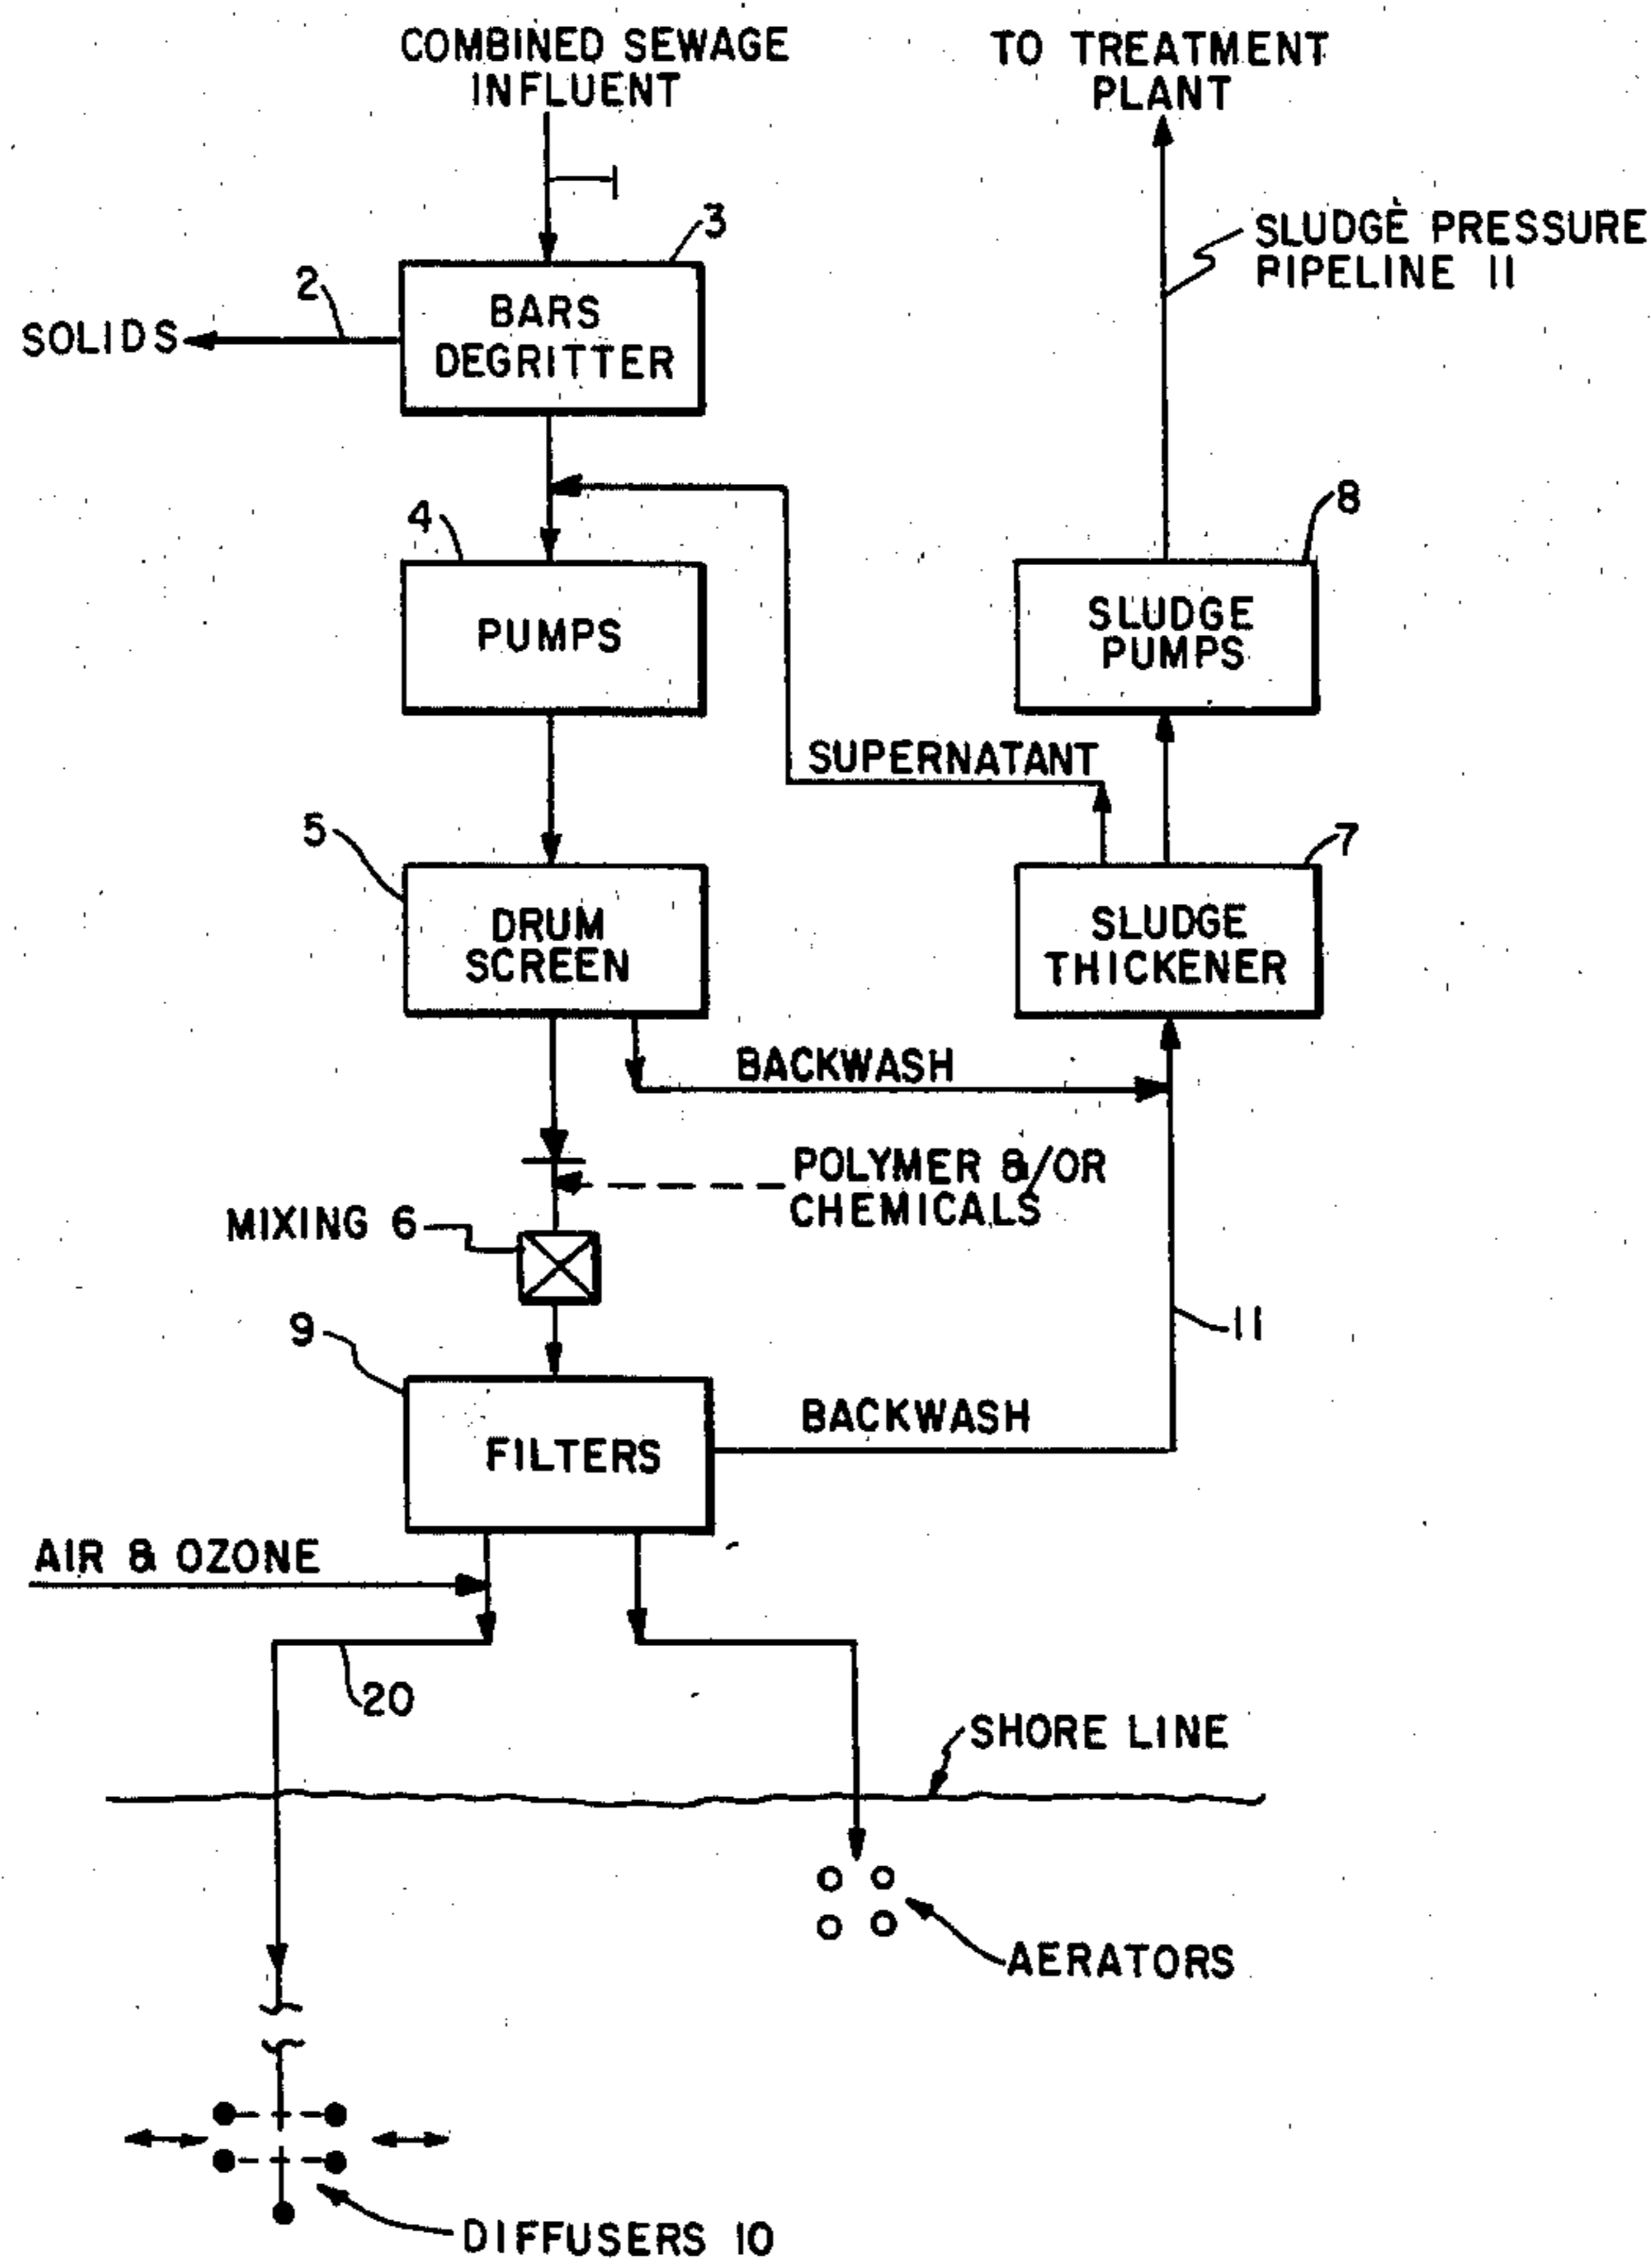 COMBINED SEWAGE
INFLUENT
TO TREATMENT
PLANT
3
SLUDGE PRESSURE
PIPELINE 11
2
SOLIDS
BARS
DEGRITTER
4
8
PUMPS
SLUDGE
PUMPS
SUPERNATANT
5
7
DRUM
SCREEN
SLUDGE
THICKENER
BACKWASH
POLYMER &/OR
CHEMICALS
MIXING 6
9
11
BACKWASH
FILTERS
AIR & OZONE
20
SHORE LINE
AERATORS
DIFFUSERS 10